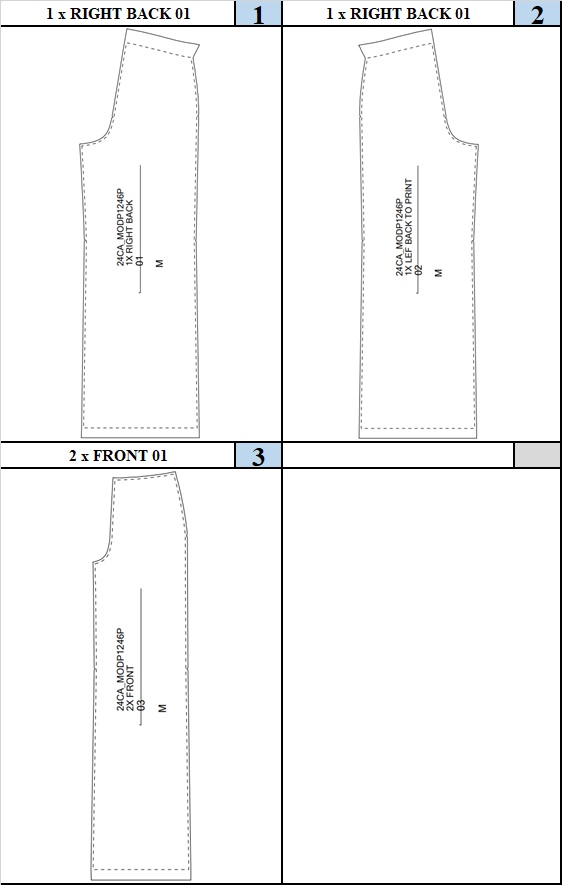 1 x RIGHT BACK 01
1
1 x RIGHT BACK 01
2
24CA_MODP1246P
1X RIGHT BACK
01
M
24CA_MODP1246P
1X LEF BACK TO PRINT
02
M
2 x FRONT 01
3
24CA_MODP1246P
2X FRONT
03
M